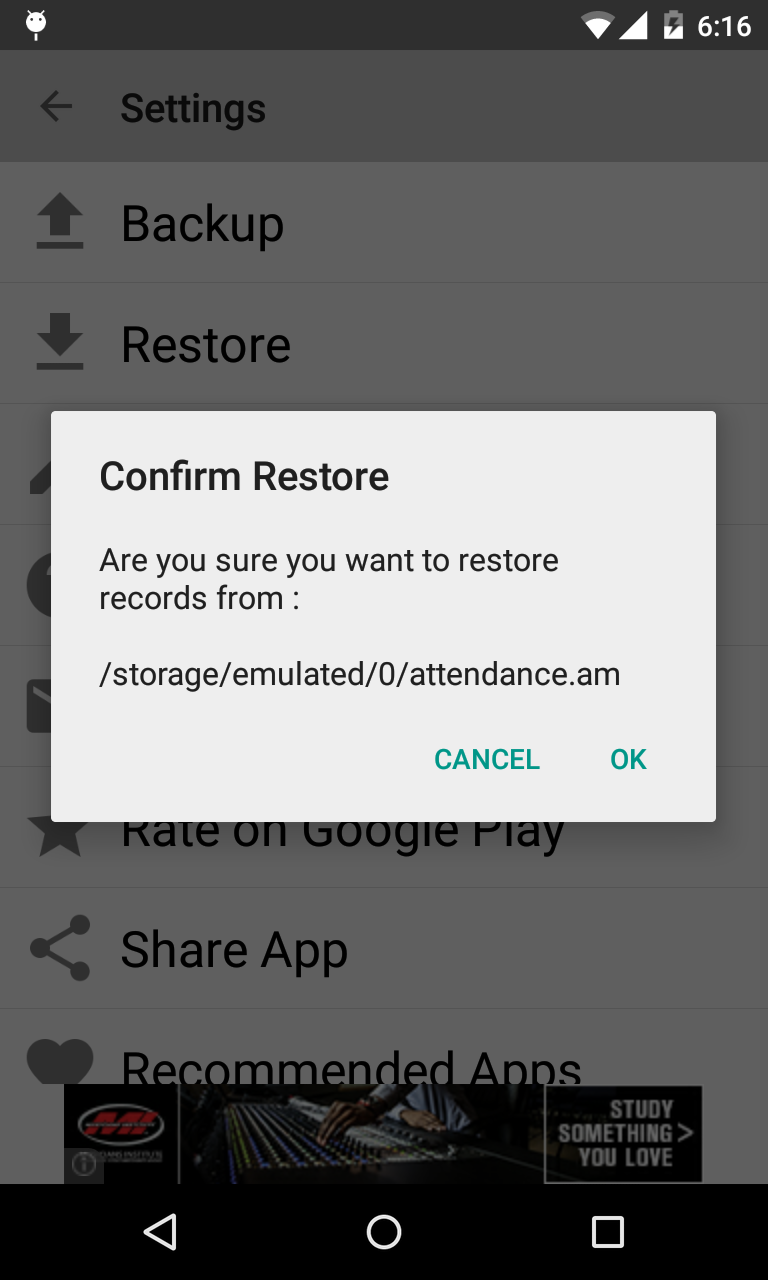 6:16
Settings
Backup
Restore
Confirm Restore
Are you sure you want to restore
records from :
/storage/emulated/0/attendance.am
CANCEL
OK
Rate on Google Play
Share App
Recommended Apps
MI
STUDY
SOMETHING >
YOU LOVE